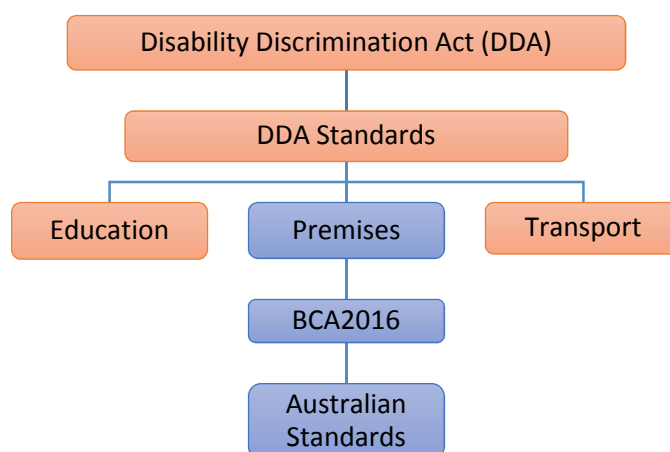 Disability Discrimination Act (DDA)
DDA Standards
Education
Premises
Transport
BCA2016
Australian
Standards